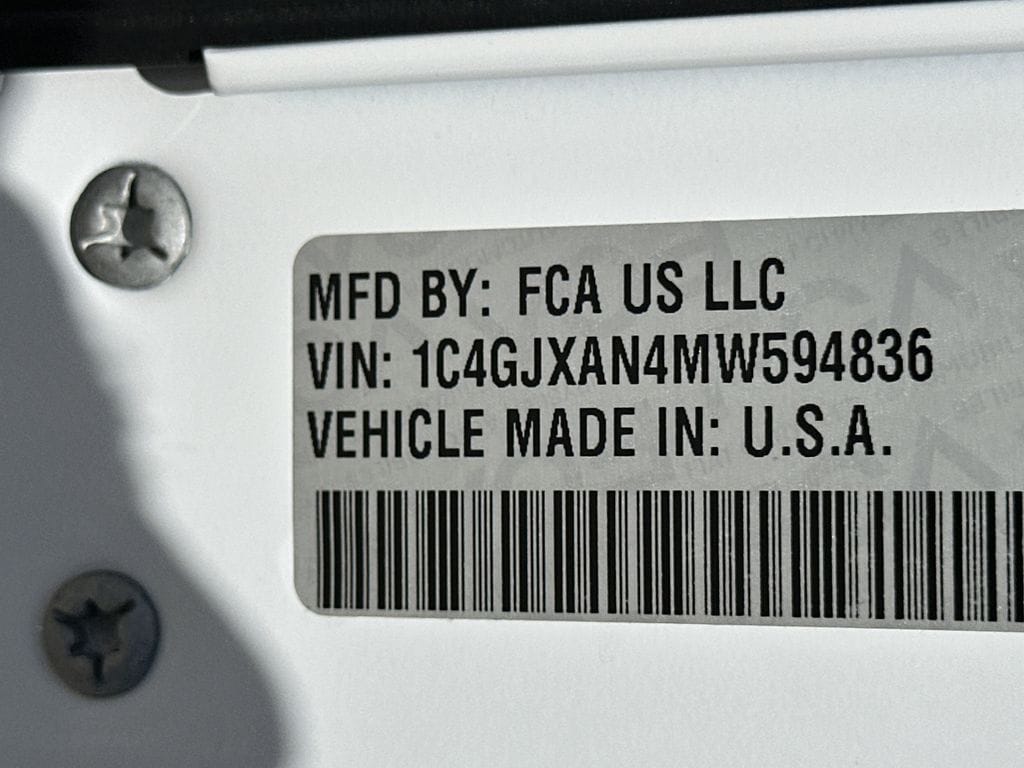 MFD BY: FCA US LLC
VIN: 1C4GJXAN4MW594836
VEHICLE MADE IN: U.S.A.